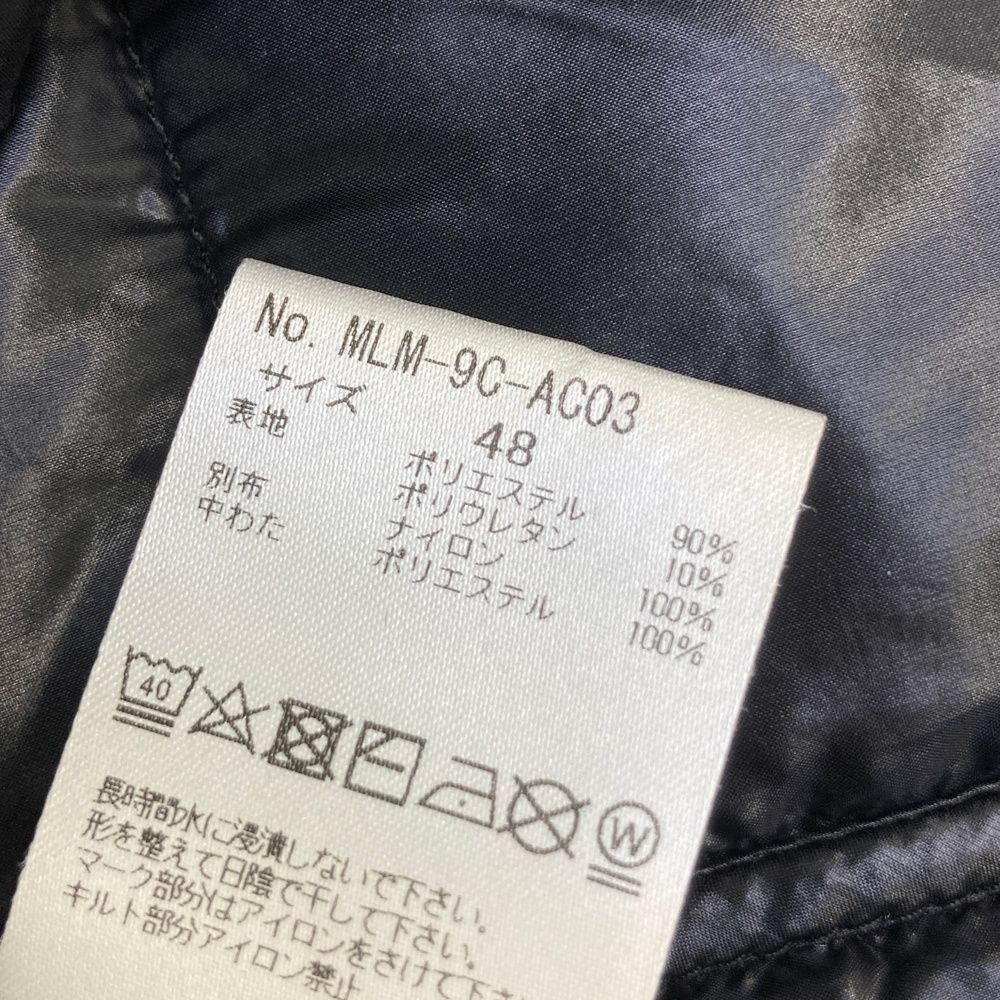 No. MLM-9C-AC03
サイズ 48
表地 ポリエステル 90%
ポリウレタン 10%
別布 ナイロン 100%
中わた ポリエステル 100%
40
W
長時間水に浸漬しないで下さい。
形を整えて日陰で干して下さい。
マーク部分はアイロンをさけて下さい。
キルト部分アイロン禁止